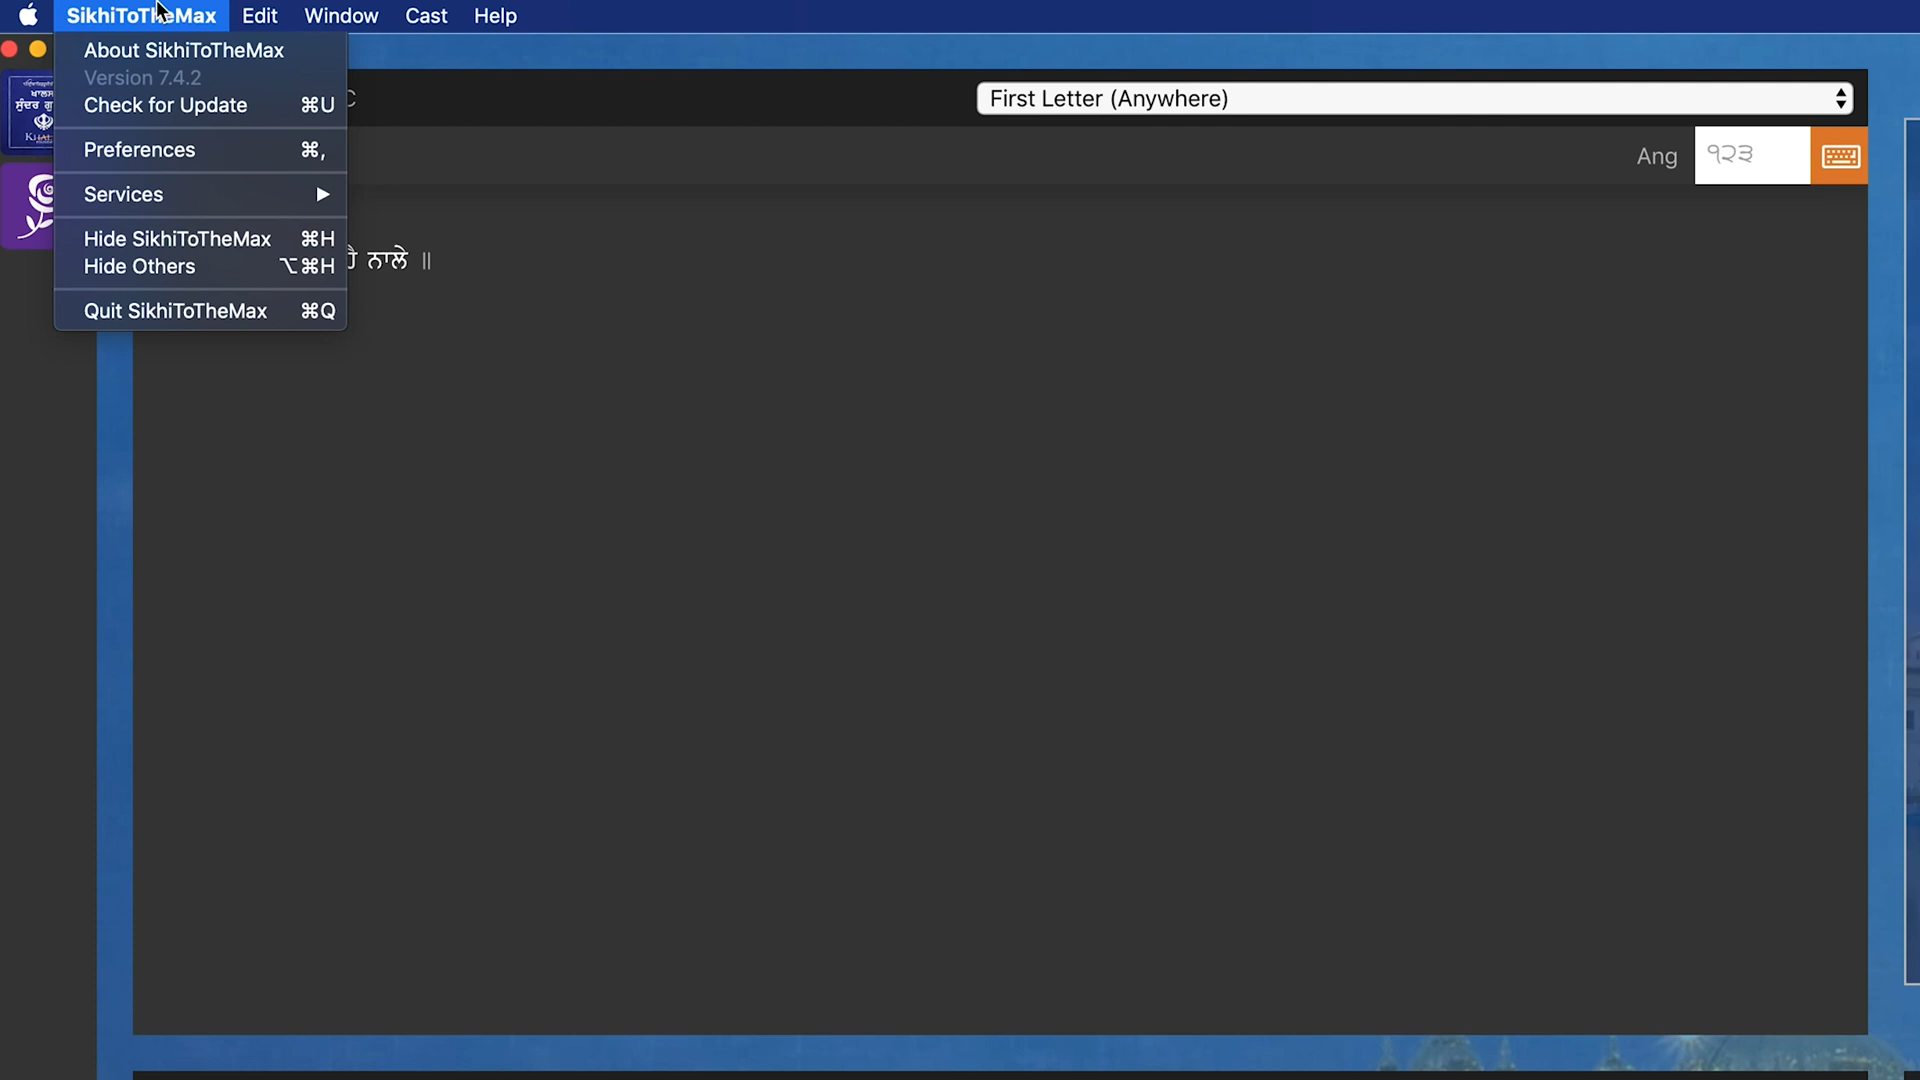 SikhiToTheMax Edit Window Cast Help
About SikhiToTheMax
Version 7.4.2
Check for Update ⌘U
Preferences ⌘,
Services ▶
Hide SikhiToTheMax ⌘H
Hide Others ⌥⌘H
Quit SikhiToTheMax ⌘Q
First Letter (Anywhere)
Ang ੧੨੩
ਨਾਲੇ ॥